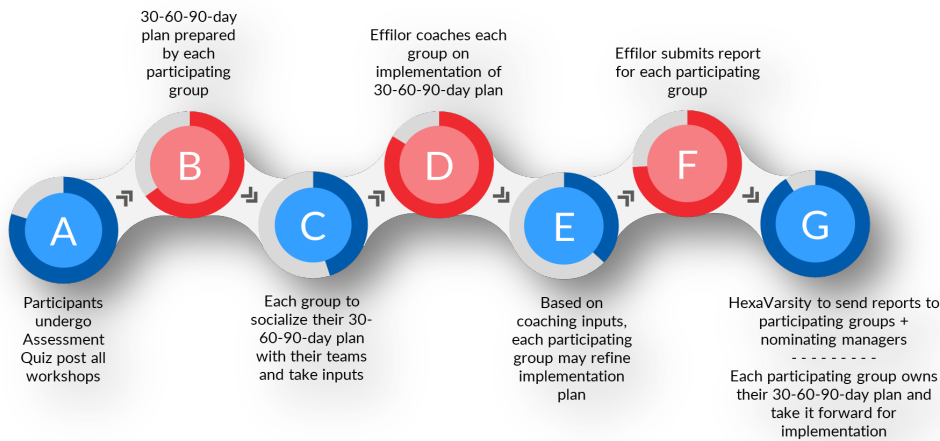 30-60-90-day
plan prepared
by each
participating
group
Effilor coaches each
group on
implementation of
30-60-90-day plan
Effilor submits report
for each participating
group
A
B
C
D
E
F
G
Participants
undergo
Assessment
Quiz post all
workshops
Each group to
socialize their 30-
60-90-day plan
with their teams
and take inputs
Based on
coaching inputs,
each participating
group may refine
implementation
plan
HexaVarsity to send reports to
participating groups +
nominating managers
- - - - - - - - -
Each participating group owns
their 30-60-90-day plan and
take it forward for
implementation